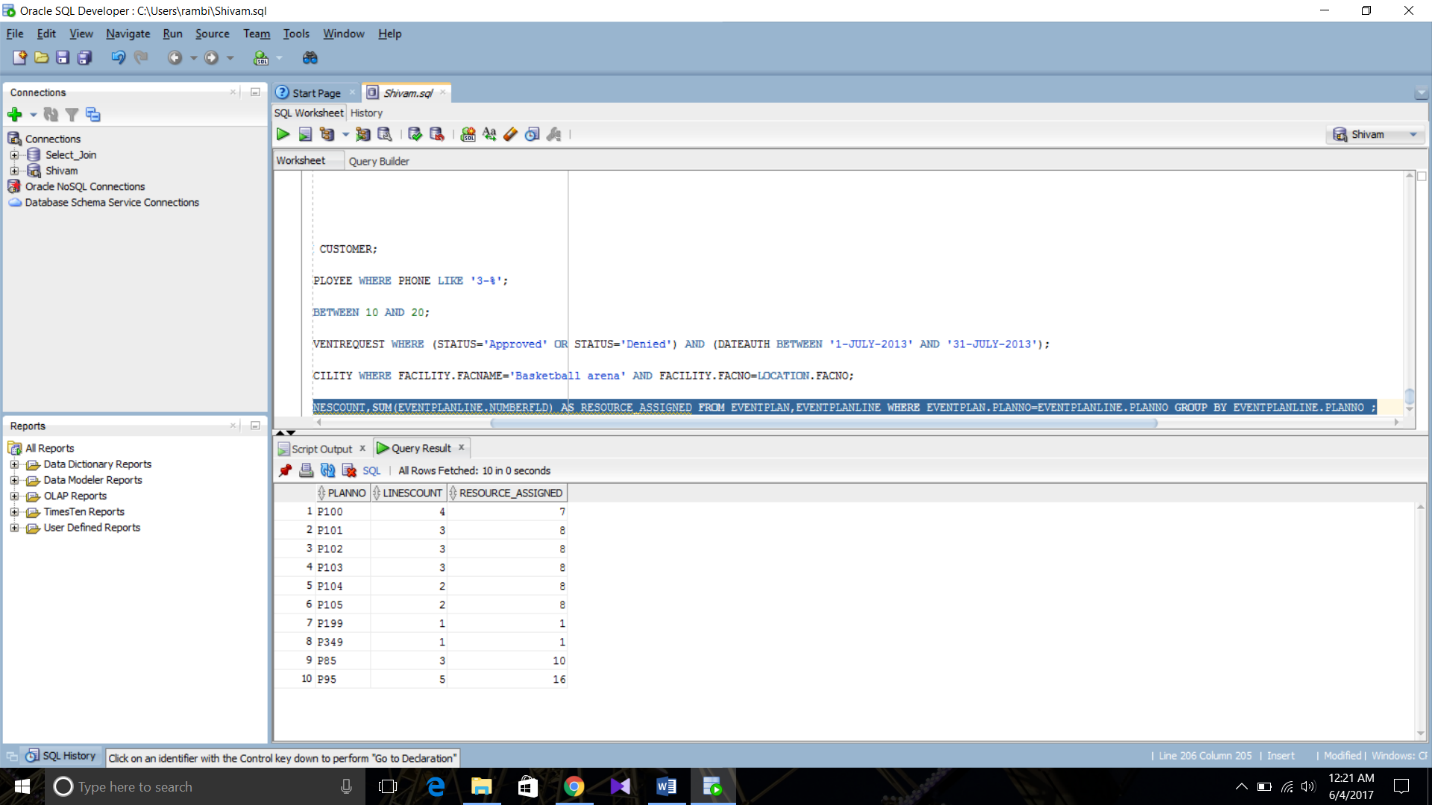 Oracle SQL Developer : C:\Users\rambi\Shivam.sql
File Edit View Navigate Run Source Team Tools Window Help
Connections
Connections
Select_Join
Shivam
Oracle NoSQL Connections
Database Schema Service Connections
Reports
All Reports
Data Dictionary Reports
Data Modeler Reports
OLAP Reports
TimesTen Reports
User Defined Reports
Start Page
Shivam.sql
SQL Worksheet History
Shivam
Worksheet Query Builder
CUSTOMER;
PLOYEE WHERE PHONE LIKE '3-%';
BETWEEN 10 AND 20;
VENTREQUEST WHERE (STATUS='Approved' OR STATUS='Denied') AND (DATEAUTH BETWEEN '1-JULY-2013' AND '31-JULY-2013');
CILITY WHERE FACILITY.FACNAME='Basketball arena' AND FACILITY.FACNO=LOCATION.FACNO;
NESCOUNT,SUM(EVENTPLANLINE.NUMBERFLD) AS RESOURCE_ASSIGNED FROM EVENTPLAN,EVENTPLANLINE WHERE EVENTPLAN.PLANNO=EVENTPLANLINE.PLANNO GROUP BY EVENTPLANLINE.PLANNO ;
Script Output x Query Result x
SQL | All Rows Fetched: 10 in 0 seconds
PLANNO LINESCOUNT RESOURCE_ASSIGNED
1 P100 4 7
2 P101 3 8
3 P102 3 8
4 P103 3 8
5 P104 2 8
6 P105 2 8
7 P199 1 1
8 P349 1 1
9 P85 3 10
10 P95 5 16
SQL History
Click on an identifier with the Control key down to perform "Go to Declaration"
| Line 206 Column 205 | Insert | Modified | Windows: C
Type here to search
12:21 AM
6/4/2017